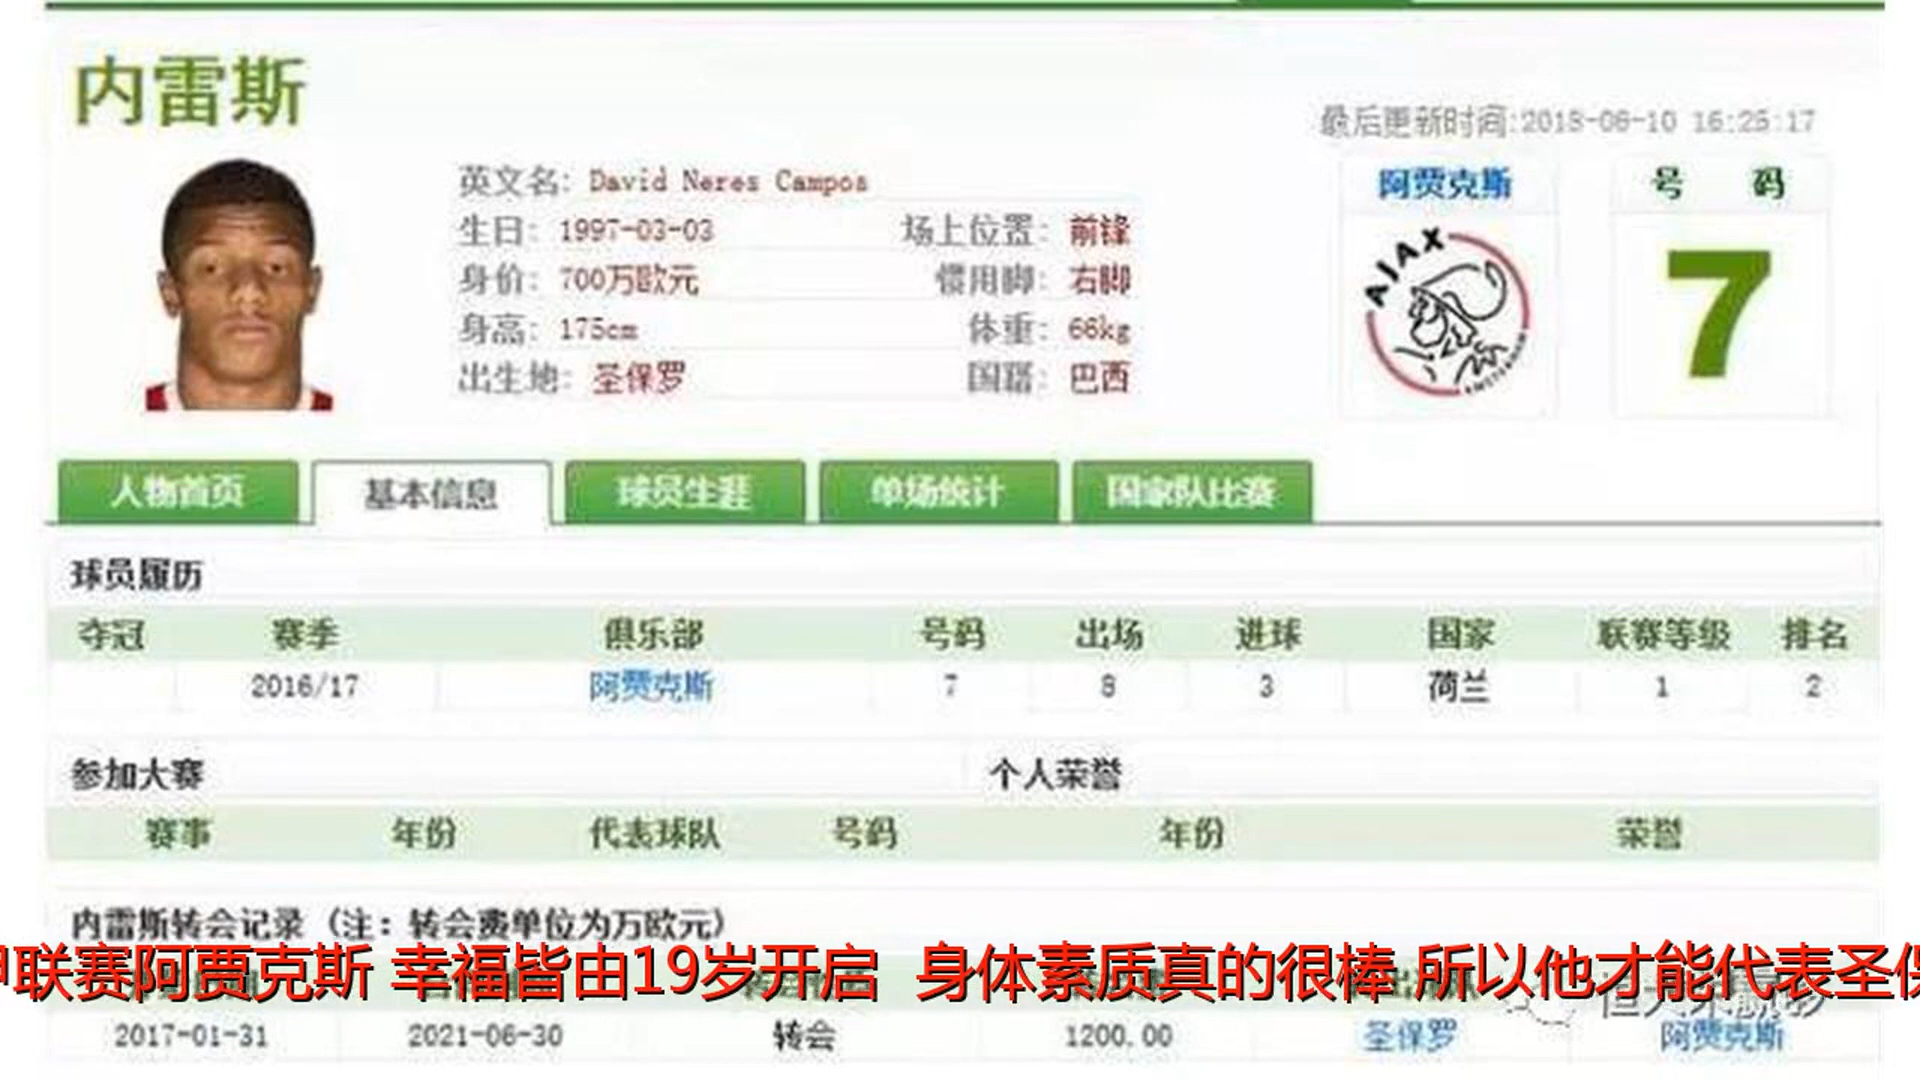 内雷斯
最后更新时间:2018-06-10 16:25:17
英文名: David Neres Campos
生日: 1997-03-03 场上位置: 前锋
身价: 700万欧元 惯用脚: 右脚
身高: 175cm 体重: 66kg
出生地: 圣保罗 国籍: 巴西
阿贾克斯 号 码
AJAX
AMSTERDAM
7
人物首页 基本信息 球员生涯 单场统计 国家队比赛
球员履历
夺冠 赛季 俱乐部 号码 出场 进球 国家 联赛等级 排名
2016/17 阿贾克斯 7 8 3 荷兰 1 2
参加大赛 个人荣誉
赛事 年份 代表球队 号码 年份 荣誉
内雷斯转会记录 (注: 转会费单位为万欧元)
甲联赛阿贾克斯 幸福皆由19岁开启 身体素质真的很棒 所以他才能代表圣保
2017-01-31 2021-06-30 转会 1200.00 圣保罗 阿贾克斯